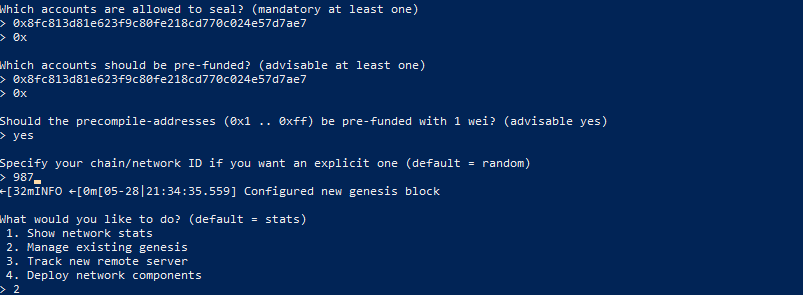 Which accounts are allowed to seal? (mandatory at least one)
> 0x8fc813d81e623f9c80fe218cd770c024e57d7ae7
> 0x
Which accounts should be pre-funded? (advisable at least one)
> 0x8fc813d81e623f9c80fe218cd770c024e57d7ae7
> 0x
Should the precompile-addresses (0x1 .. 0xff) be pre-funded with 1 wei? (advisable yes)
> yes
Specify your chain/network ID if you want an explicit one (default = random)
> 987_
←[32mINFO ←[0m[05-28|21:34:35.559] Configured new genesis block
What would you like to do? (default = stats)
1. Show network stats
2. Manage existing genesis
3. Track new remote server
4. Deploy network components
> 2